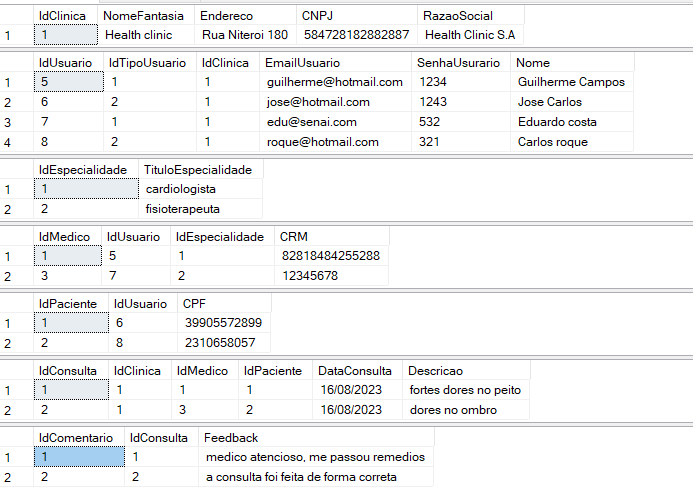 IdClinica NomeFantasia Endereco CNPJ RazaoSocial
1 1 Health clinic Rua Niteroi 180 584728182882887 Health Clinic S.A
IdUsuario IdTipoUsuario IdClinica EmailUsuario SenhaUsurario Nome
1 5 1 1 guilherme@hotmail.com 1234 Guilherme Campos
2 6 2 1 jose@hotmail.com 1243 Jose Carlos
3 7 1 1 edu@senai.com 532 Eduardo costa
4 8 2 1 roque@hotmail.com 321 Carlos roque
IdEspecialidade TituloEspecialidade
1 1 cardiologista
2 2 fisioterapeuta
IdMedico IdUsuario IdEspecialidade CRM
1 1 5 1 82818484255288
2 3 7 2 12345678
IdPaciente IdUsuario CPF
1 1 6 39905572899
2 2 8 2310658057
IdConsulta IdClinica IdMedico IdPaciente DataConsulta Descricao
1 1 1 1 1 16/08/2023 fortes dores no peito
2 2 1 3 2 16/08/2023 dores no ombro
IdComentario IdConsulta Feedback
1 1 1 medico atencioso, me passou remedios
2 2 2 a consulta foi feita de forma correta